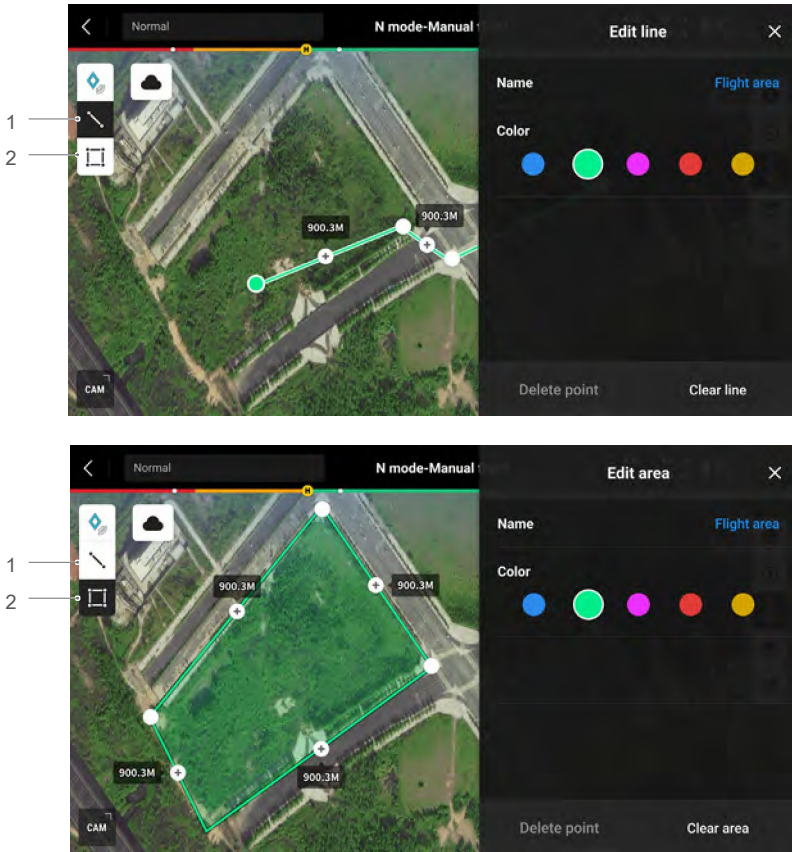 Normal
N mode-Manual
Edit line
Name
Flight area
Color
1
2
900.3M
900.3M
CAM
Delete point
Clear line
Normal
N mode-Manual
Edit area
Name
Flight area
Color
1
2
900.3M
900.3M
900.3M
900.3M
CAM
Delete point
Clear area